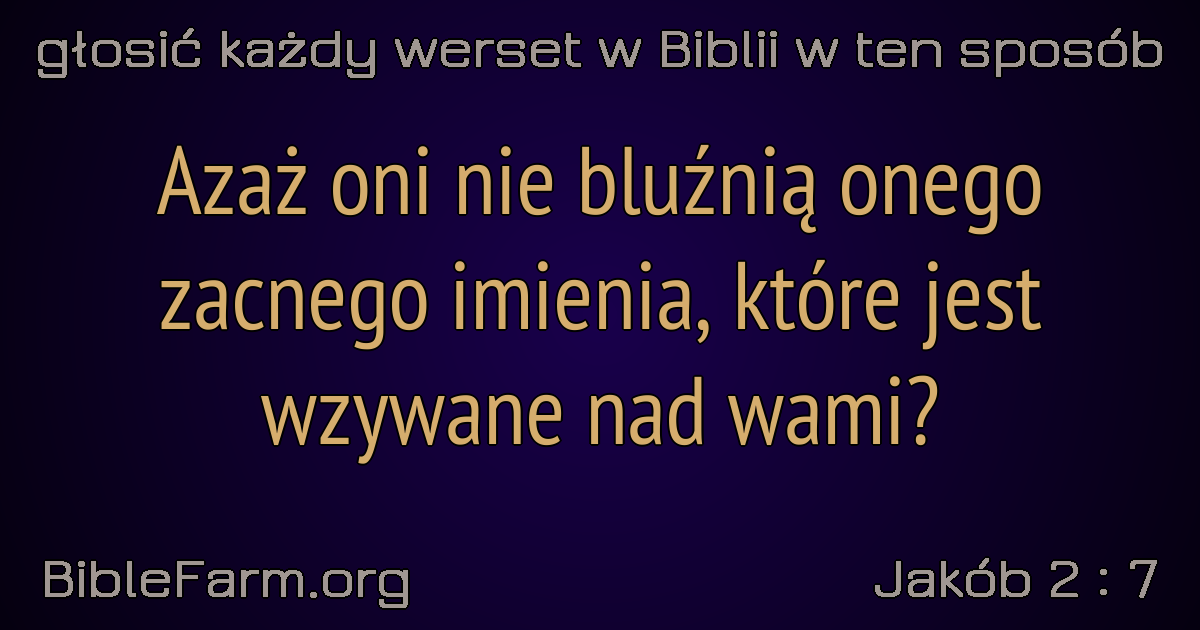 głosić każdy werset w Biblii w ten sposób
Azaż oni nie bluźnią onego
zacnego imienia, które jest
wzywane nad wami?
BibleFarm.org
Jakób 2 : 7